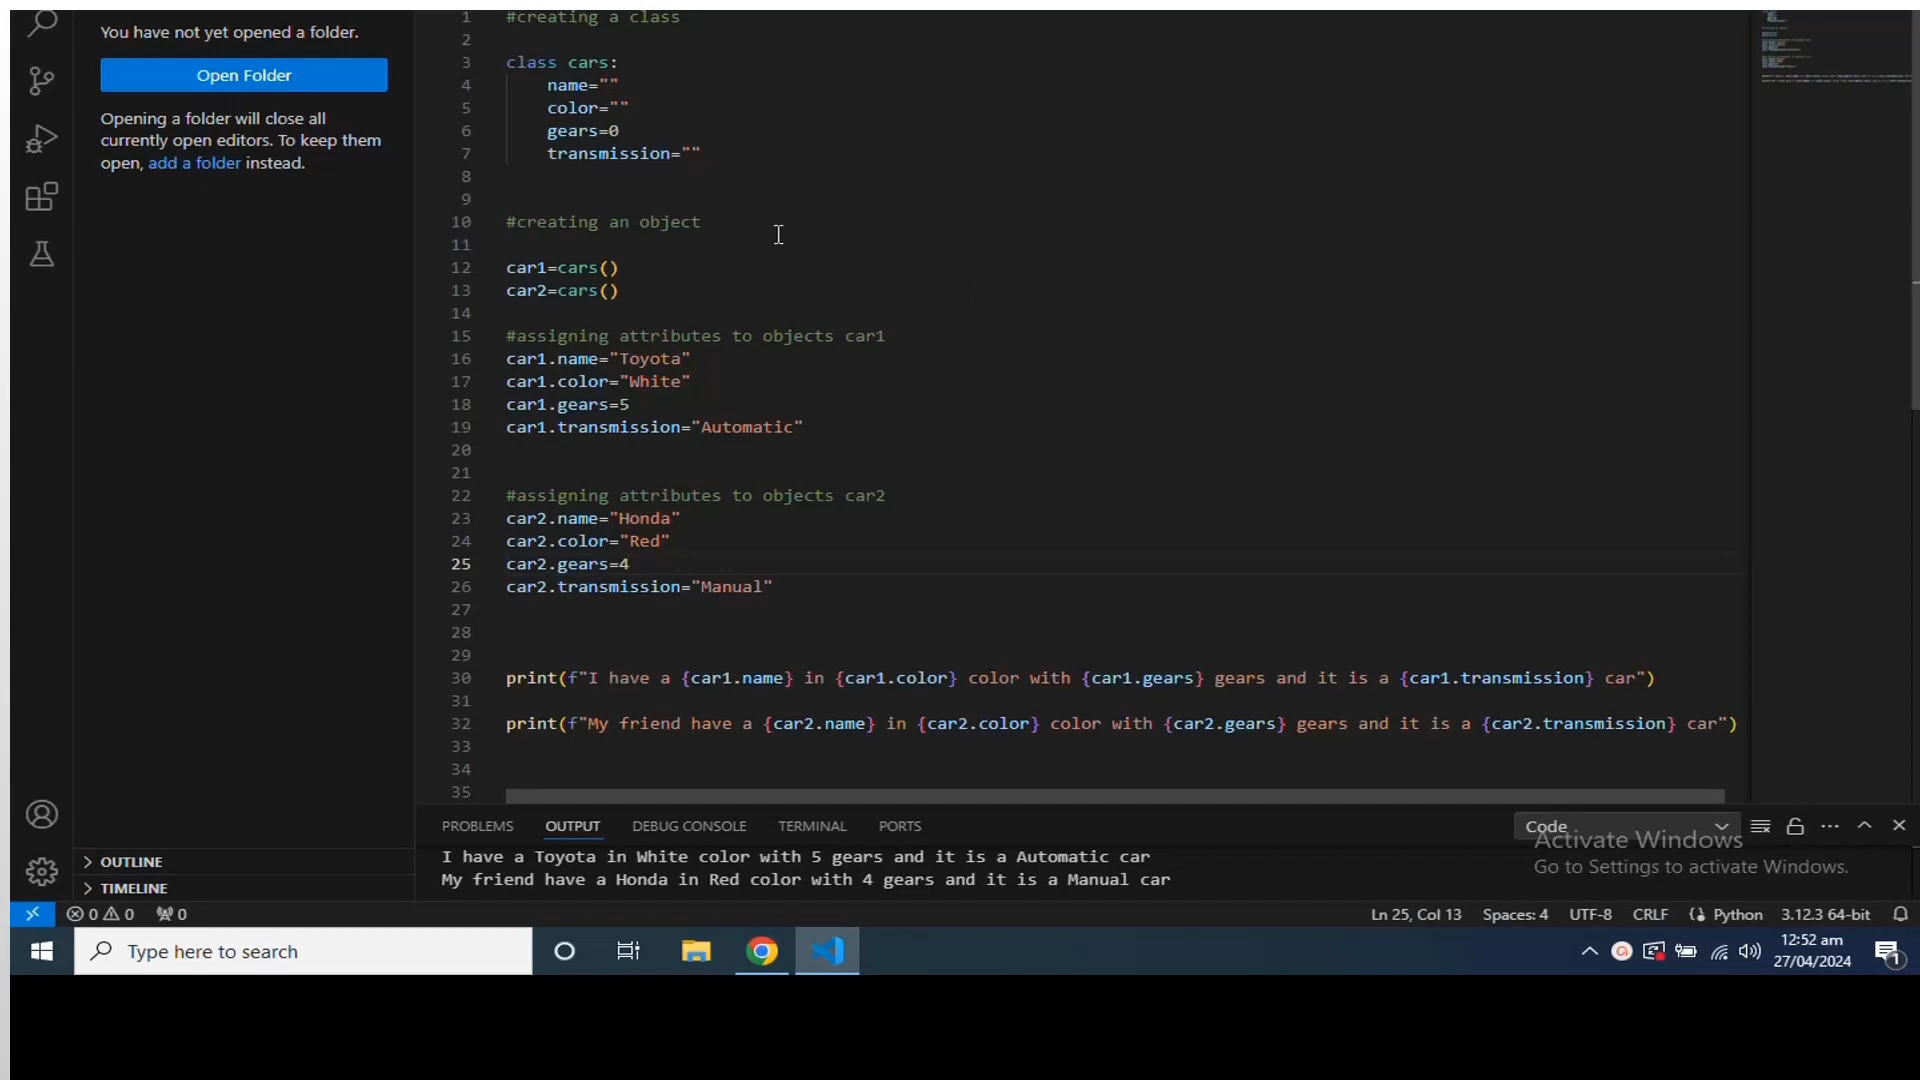 You have not yet opened a folder.
Open Folder
Opening a folder will close all
currently open editors. To keep them
open, add a folder instead.
OUTLINE
TIMELINE
1 #creating a class
2
3 class cars:
4 name=""
5 color=""
6 gears=0
7 transmission=""
8
9
10 #creating an object
11
12 car1=cars()
13 car2=cars()
14
15 #assigning attributes to objects car1
16 car1.name="Toyota"
17 car1.color="White"
18 car1.gears=5
19 car1.transmission="Automatic"
20
21
22 #assigning attributes to objects car2
23 car2.name="Honda"
24 car2.color="Red"
25 car2.gears=4
26 car2.transmission="Manual"
27
28
29
30 print(f"I have a {car1.name} in {car1.color} color with {car1.gears} gears and it is a {car1.transmission} car")
31
32 print(f"My friend have a {car2.name} in {car2.color} color with {car2.gears} gears and it is a {car2.transmission} car")
33
34
35
PROBLEMS OUTPUT DEBUG CONSOLE TERMINAL PORTS Code
I have a Toyota in White color with 5 gears and it is a Automatic car
My friend have a Honda in Red color with 4 gears and it is a Manual car
Activate Windows
Go to Settings to activate Windows.
0 0 0 Ln 25, Col 13 Spaces: 4 UTF-8 CRLF Python 3.12.3 64-bit
Type here to search 12:52 am
27/04/2024 1